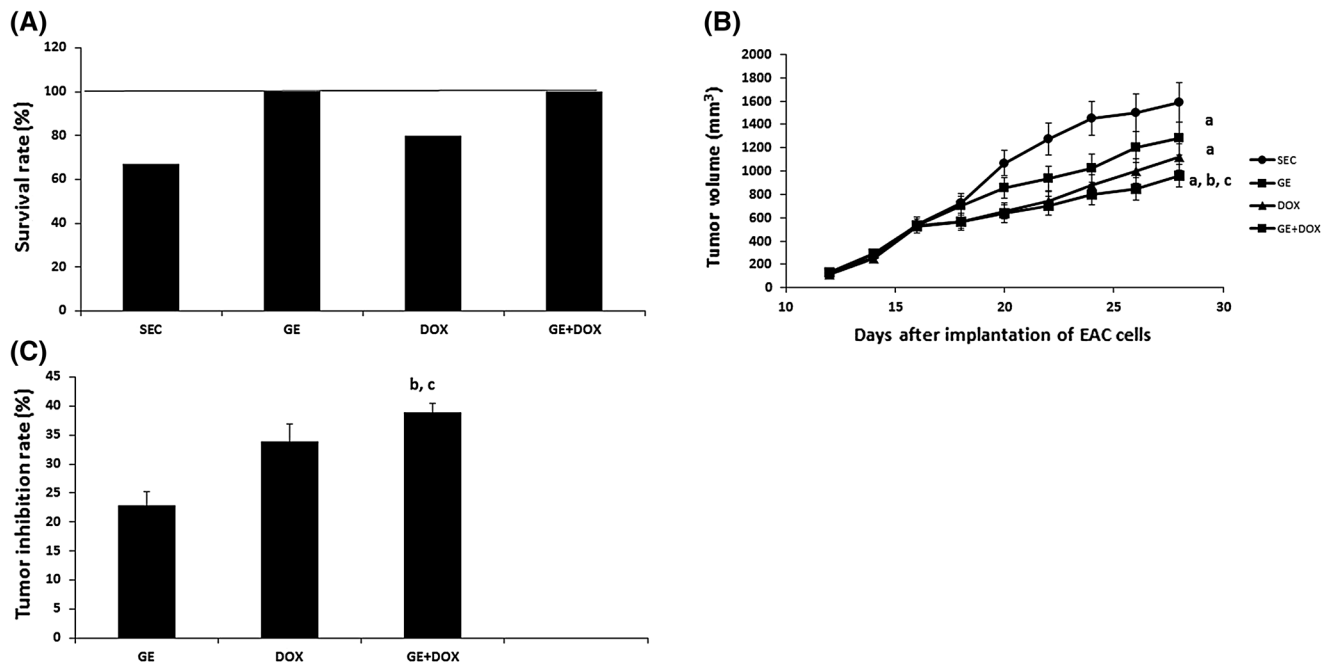 (A)
120
100
80
60
40
20
0
Survival rate (%)
SEC GE DOX GE+DOX
(B)
2000
1800
1600
1400
1200
1000
800
600
400
200
0
Tumor volume (mm³)
10 15 20 25 30
Days after implantation of EAC cells
a
a
a, b, c
SEC
GE
DOX
GE+DOX
(C)
45
40
35
30
25
20
15
10
5
0
Tumor inhibition rate (%)
b, c
GE DOX GE+DOX